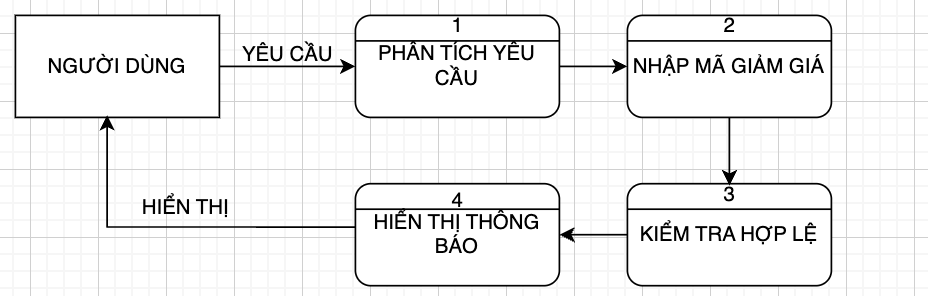 NGƯỜI DÙNG
YÊU CẦU
1
PHÂN TÍCH YÊU
CẦU
2
NHẬP MÃ GIẢM GIÁ
3
KIỂM TRA HỢP LỆ
4
HIỂN THỊ THÔNG
BÁO
HIỂN THỊ